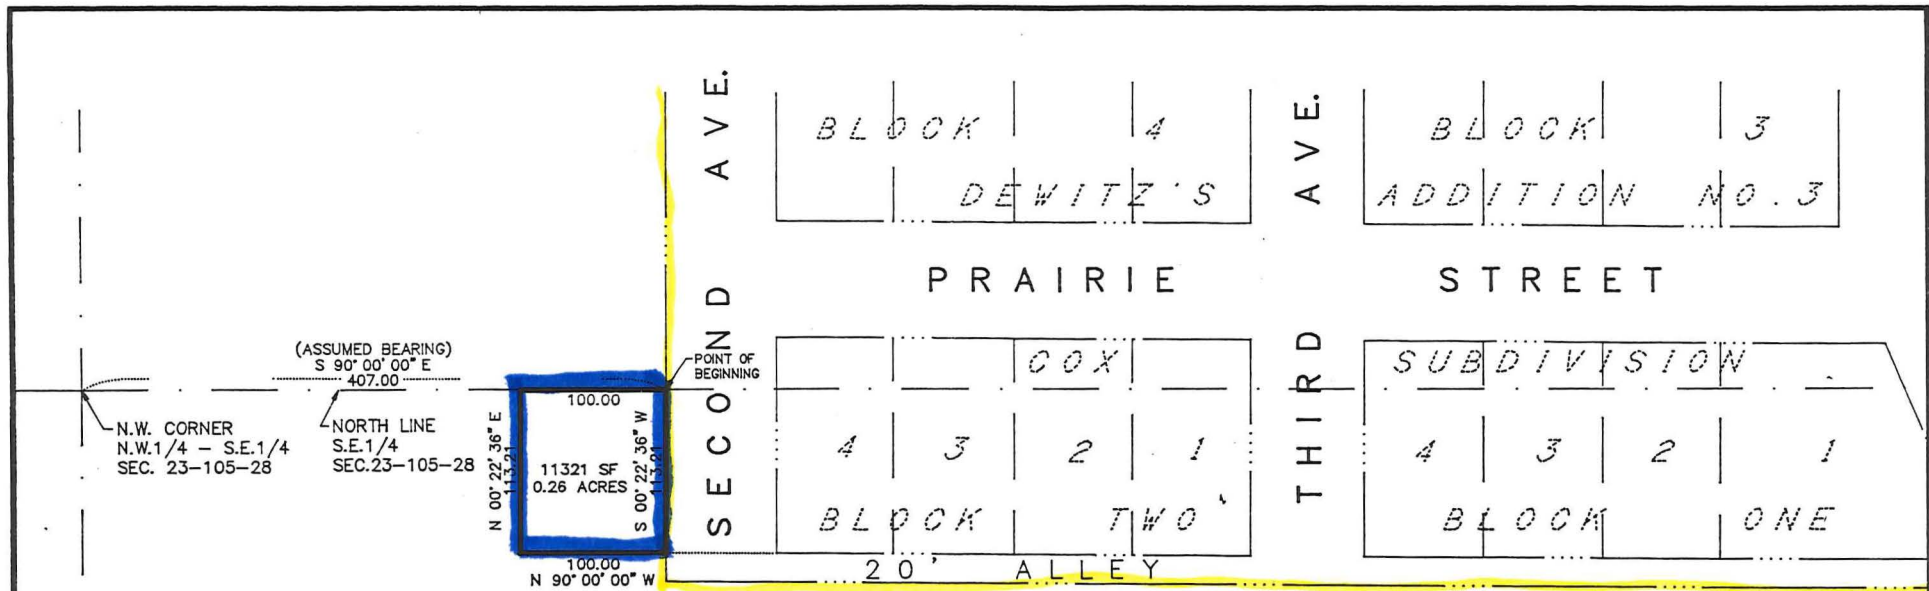 SECOND AVE.
BLOCK 4
DEWITZ'S
THIRD AVE.
BLOCK 3
ADDITION NO.3
PRAIRIE STREET
(ASSUMED BEARING)
S 90° 00' 00" E
407.00
POINT OF
BEGINNING
COX SUBDIVISION
N.W. CORNER
N.W.1/4 - S.E.1/4
SEC. 23-105-28
NORTH LINE
S.E.1/4
SEC.23-105-28
100.00
N 00° 22' 36" E
113.21
11321 SF
0.26 ACRES
S 00° 22' 36" W
113.21
100.00
N 90° 00' 00" W
4 3 2 1
BLOCK TWO
4 3 2 1
BLOCK ONE
20' ALLEY